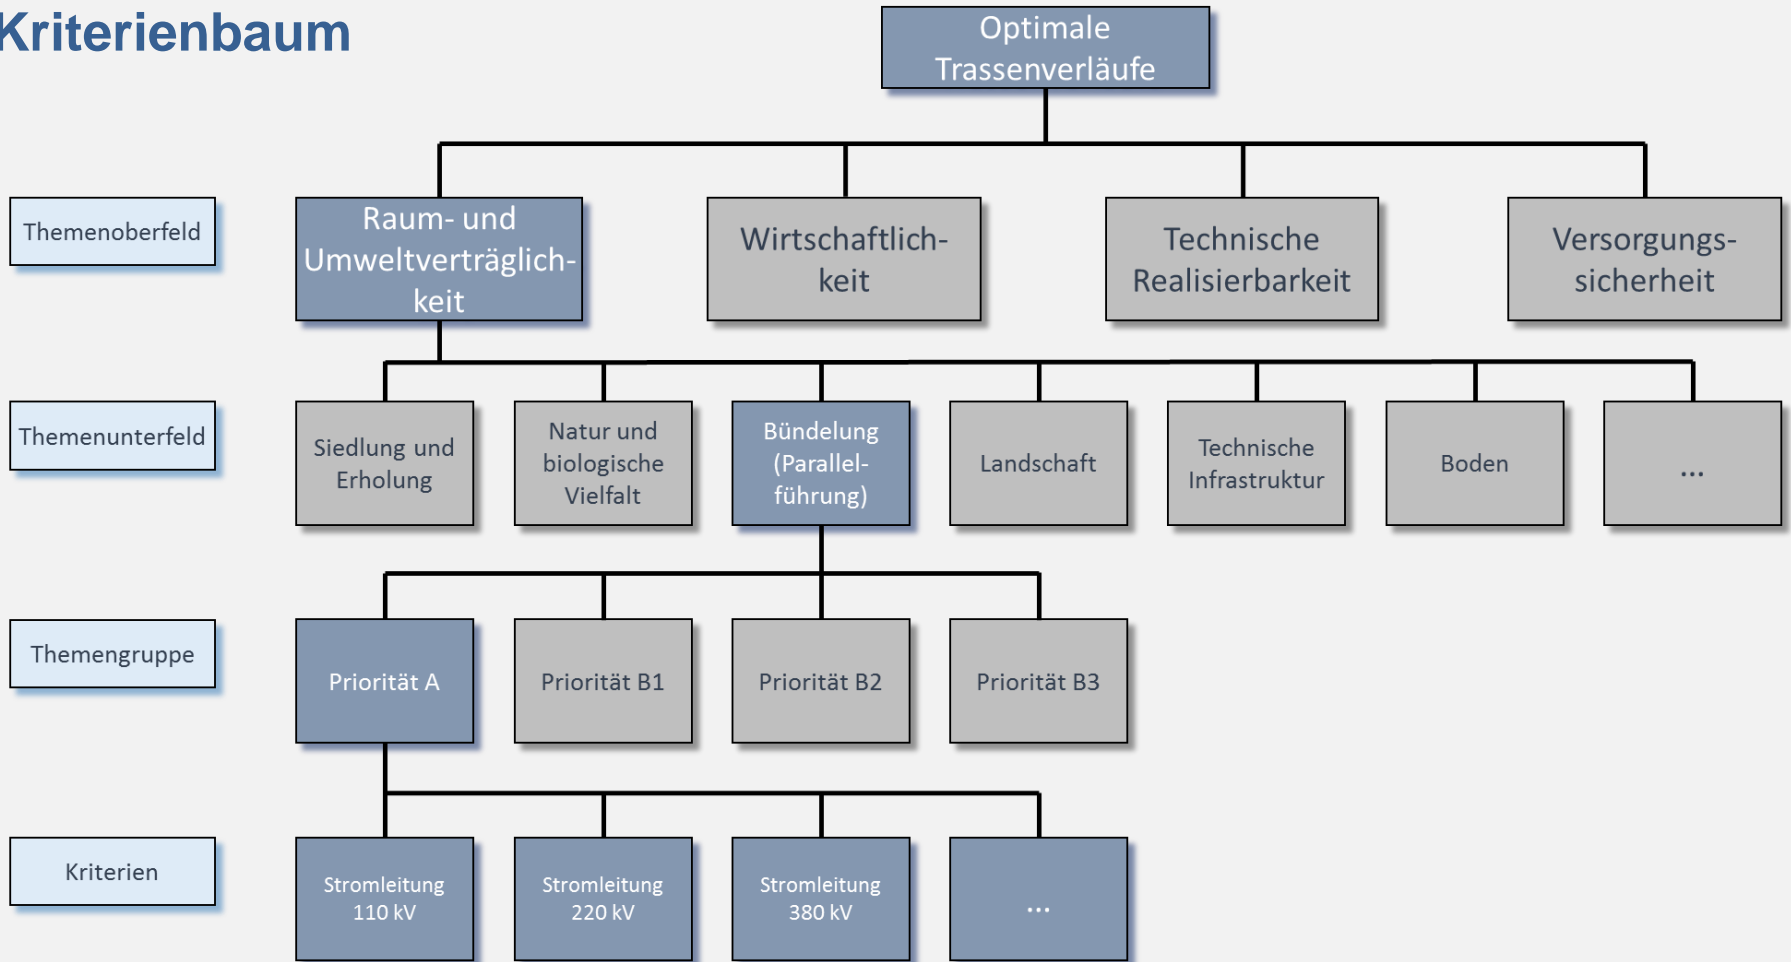 Kriterienbaum
Optimale
Trassenverläufe
Themenoberfeld
Raum- und
Umweltverträglich-
keit
Wirtschaftlich-
keit
Technische
Realisierbarkeit
Versorgungs-
sicherheit
Themenunterfeld
Siedlung und
Erholung
Natur und
biologische
Vielfalt
Bündelung
(Parallel-
führung)
Landschaft
Technische
Infrastruktur
Boden
...
Themengruppe
Priorität A
Priorität B1
Priorität B2
Priorität B3
Kriterien
Stromleitung
110 kV
Stromleitung
220 kV
Stromleitung
380 kV
...